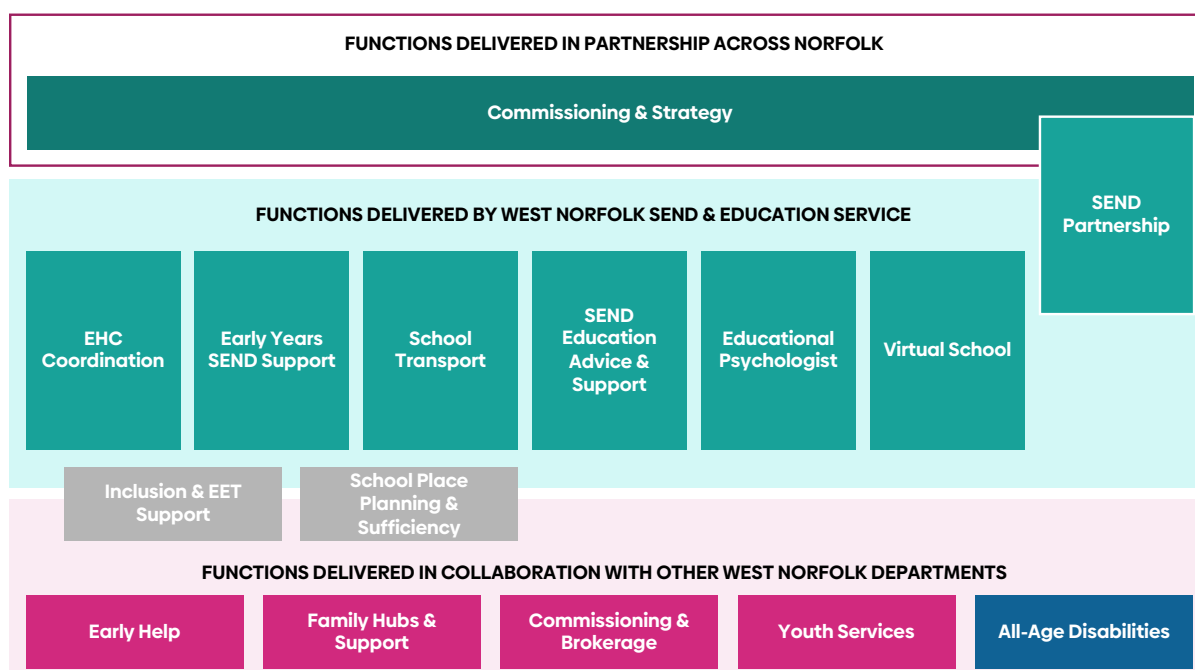 FUNCTIONS DELIVERED IN PARTNERSHIP ACROSS NORFOLK
Commissioning & Strategy
SEND
Partnership
FUNCTIONS DELIVERED BY WEST NORFOLK SEND & EDUCATION SERVICE
EHC
Coordination
Early Years
SEND Support
School
Transport
SEND
Education
Advice &
Support
Educational
Psychologist
Virtual School
Inclusion & EET
Support
School Place
Planning &
Sufficiency
FUNCTIONS DELIVERED IN COLLABORATION WITH OTHER WEST NORFOLK DEPARTMENTS
Early Help
Family Hubs &
Support
Commissioning &
Brokerage
Youth Services
All-Age Disabilities